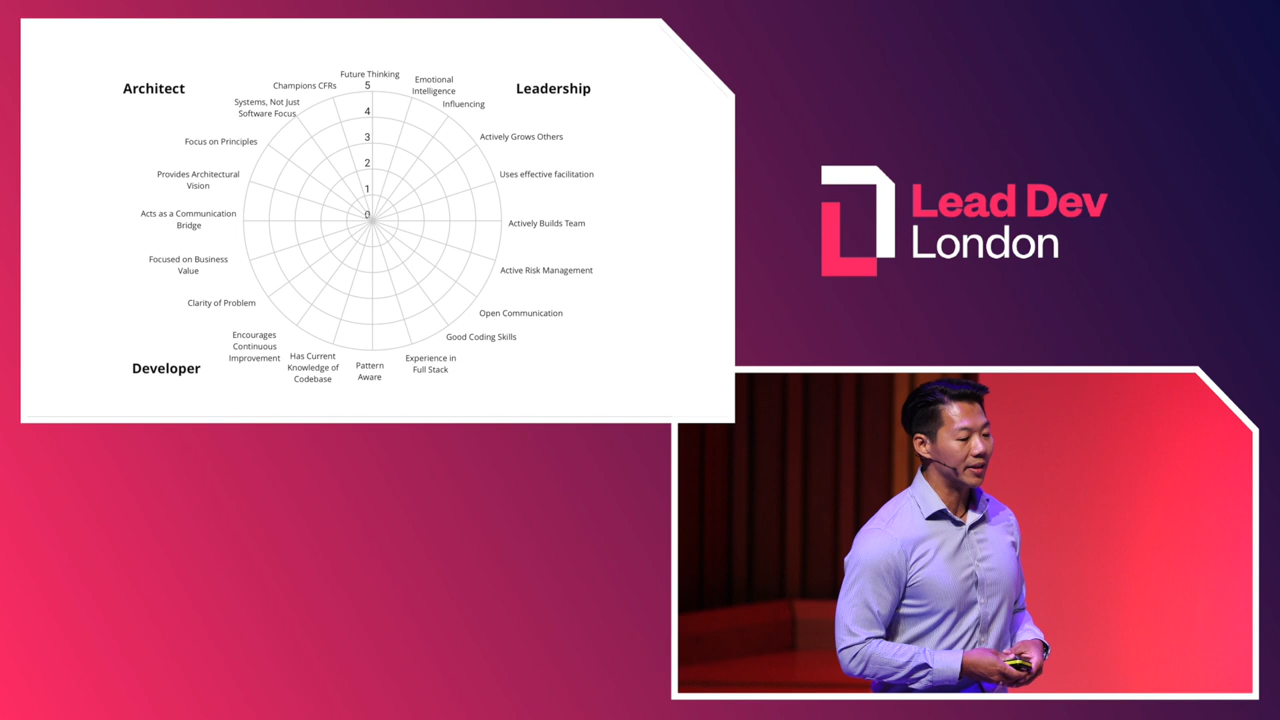 Architect
Leadership
Future Thinking
Champions CFRs
Emotional
Intelligence
Systems, Not Just
Software Focus
Influencing
Focus on Principles
Actively Grows Others
Provides Architectural
Vision
Uses effective facilitation
Acts as a Communication
Bridge
Actively Builds Team
Focused on Business
Value
Active Risk Management
Clarity of Problem
Open Communication
Encourages
Continuous
Improvement
Good Coding Skills
Has Current
Knowledge of
Codebase
Pattern
Aware
Experience in
Full Stack
Developer
5
4
3
2
1
0
Lead Dev
London